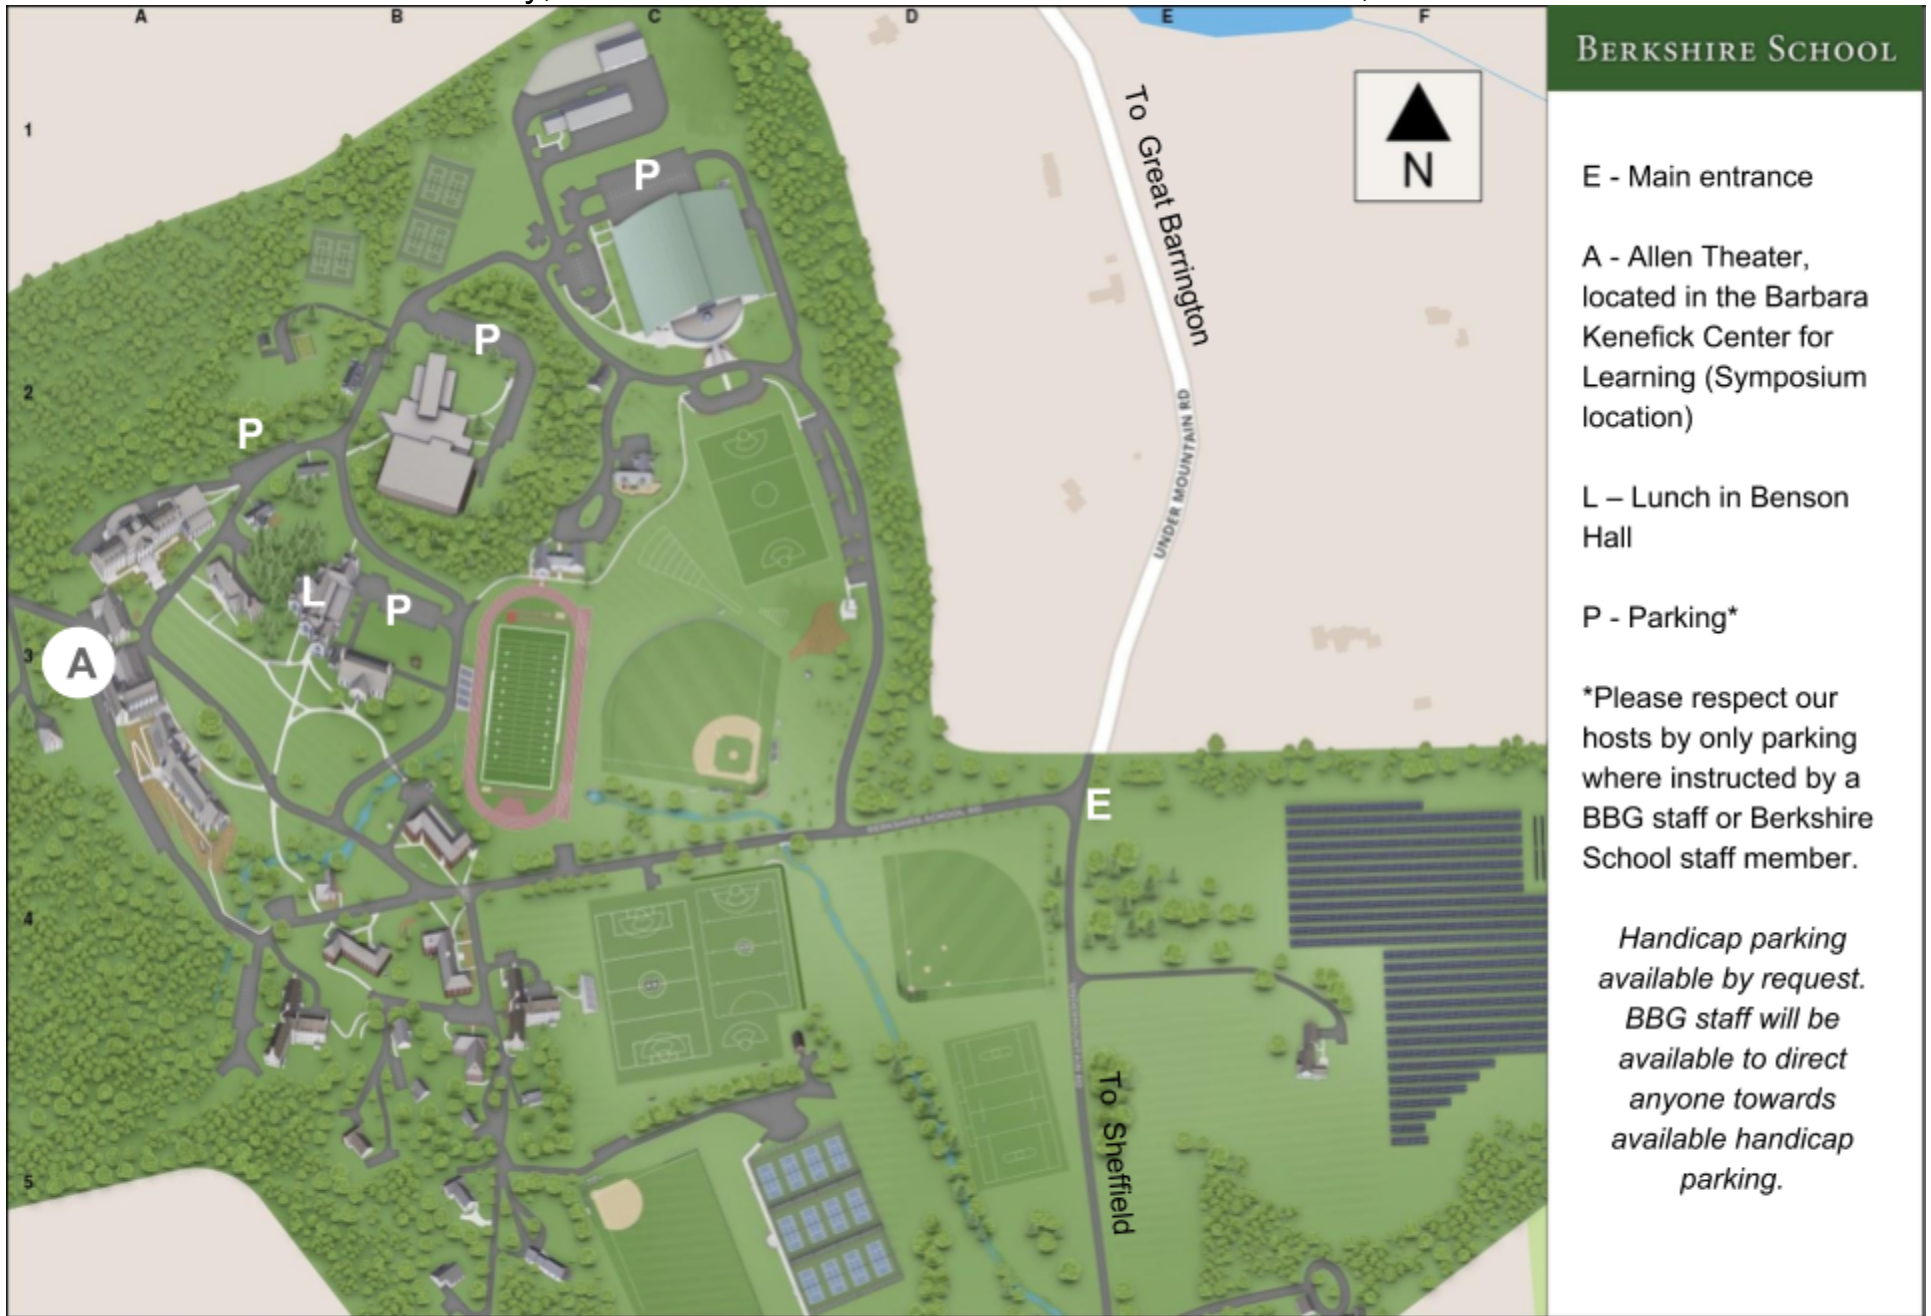 A B C D E F
1
2
3
4
5
To Great Barrington
N
P
P
P
UNDER MOUNTAIN RD
L
P
A
E
BERKSHIRE SCHOOL RD
To Sheffield
BERKSHIRE SCHOOL
E - Main entrance
A - Allen Theater,
located in the Barbara
Kenefick Center for
Learning (Symposium
location)
L – Lunch in Benson
Hall
P - Parking*
*Please respect our
hosts by only parking
where instructed by a
BBG staff or Berkshire
School staff member.
Handicap parking
available by request.
BBG staff will be
available to direct
anyone towards
available handicap
parking.